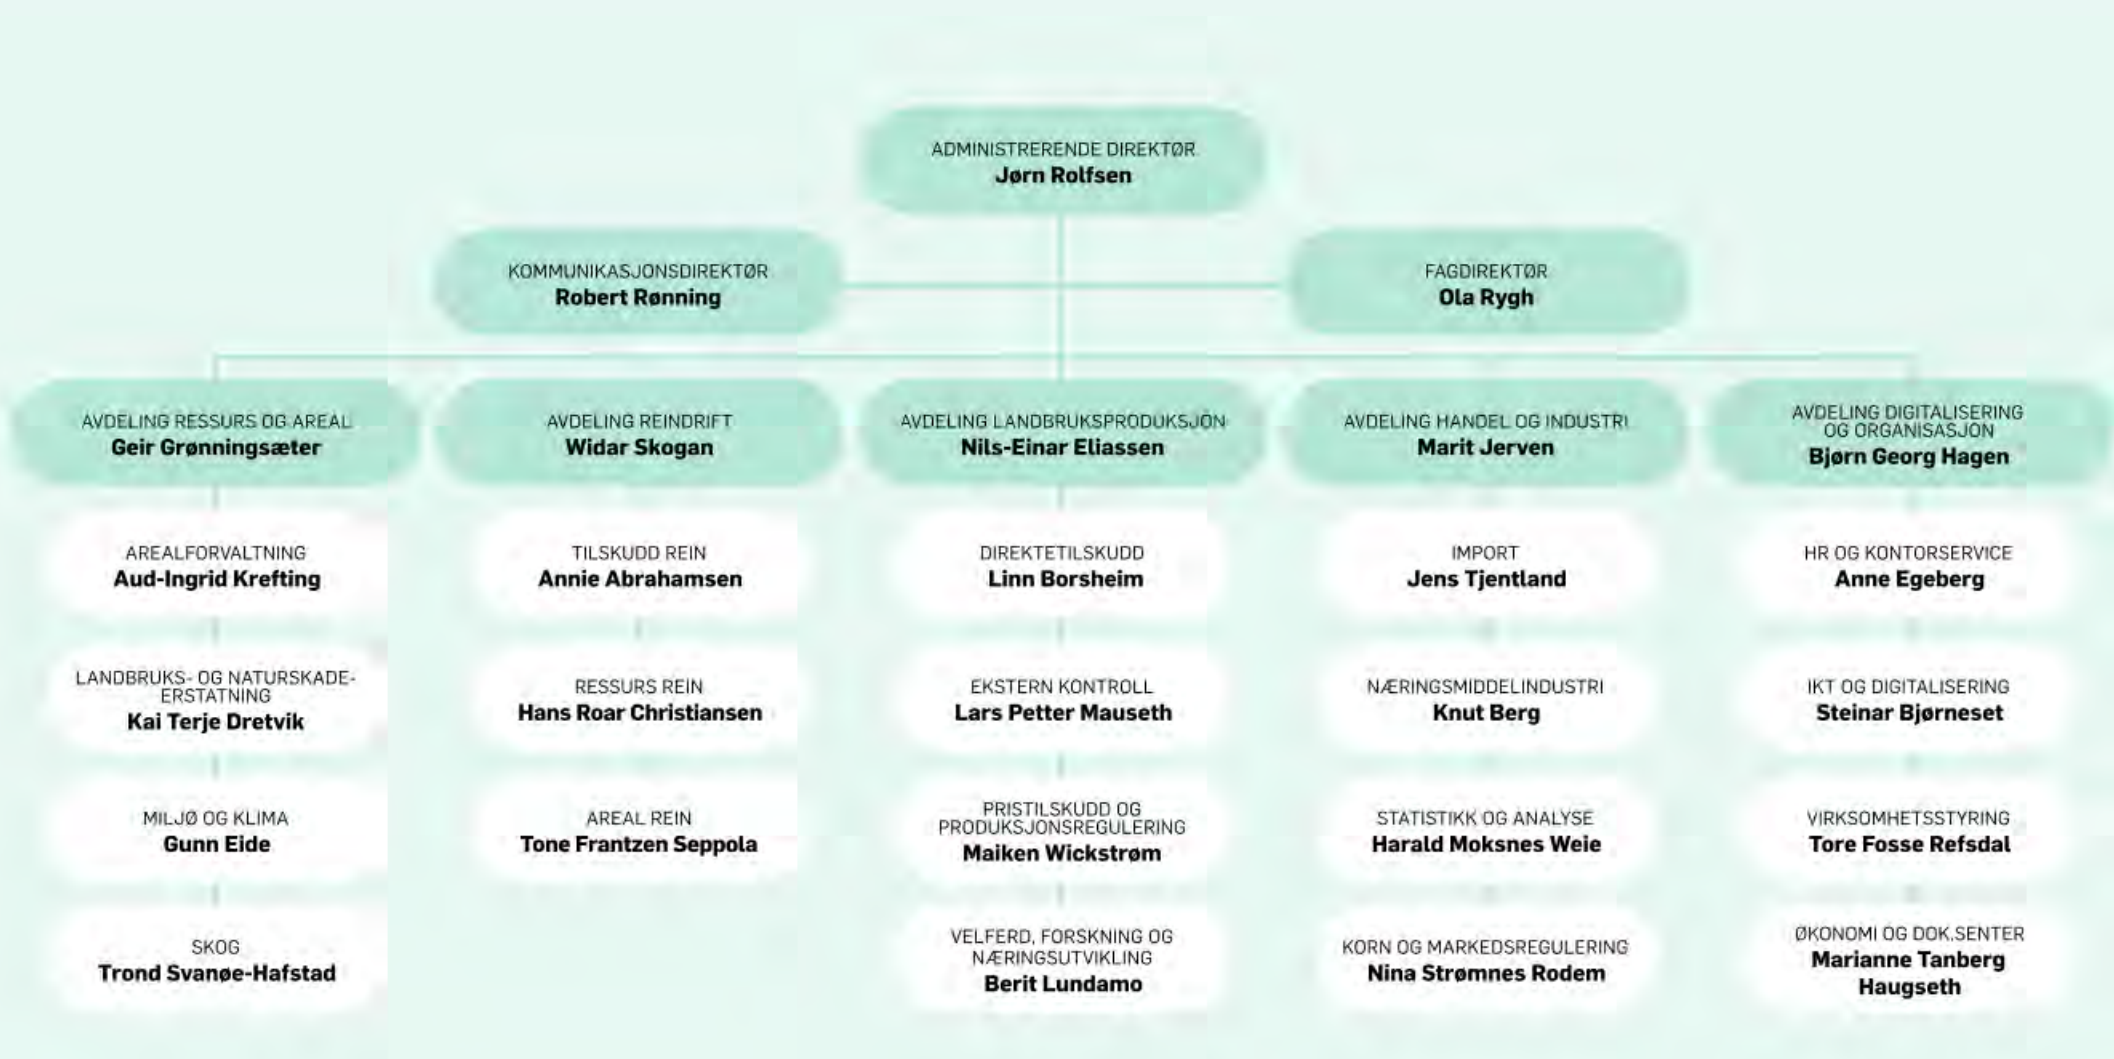 ADMINISTRERENDE DIREKTØR
Jørn Rolfsen
KOMMUNIKASJONSDIREKTØR
Robert Rønning
FAGDIREKTØR
Ola Rygh
AVDELING RESSURS OG AREAL
Geir Grønningsæter
AREALFORVALTNING
Aud-Ingrid Krefting
LANDBRUKS- OG NATURSKADE-
ERSTATNING
Kai Terje Dretvik
MILJØ OG KLIMA
Gunn Eide
SKOG
Trond Svanøe-Hafstad
AVDELING REINDRIFT
Widar Skogan
TILSKUDD REIN
Annie Abrahamsen
RESSURS REIN
Hans Roar Christiansen
AREAL REIN
Tone Frantzen Seppola
AVDELING LANDBRUKSPRODUKSJON
Nils-Einar Eliassen
DIREKTETILSKUDD
Linn Borsheim
EKSTERN KONTROLL
Lars Petter Mauseth
PRISTILSKUDD OG
PRODUKSJONSREGULERING
Maiken Wickstrøm
VELFERD, FORSKNING OG
NÆRINGSUTVIKLING
Berit Lundamo
AVDELING HANDEL OG INDUSTRI
Marit Jerven
IMPORT
Jens Tjentland
NÆRINGSMIDDELINDUSTRI
Knut Berg
STATISTIKK OG ANALYSE
Harald Moksnes Weie
KORN OG MARKEDSREGULERING
Nina Strømnes Rodem
AVDELING DIGITALISERING
OG ORGANISASJON
Bjørn Georg Hagen
HR OG KONTORSERVICE
Anne Egeberg
IKT OG DIGITALISERING
Steinar Bjørneset
VIRKSOMHETSSTYRING
Tore Fosse Refsdal
ØKONOMI OG DOK.SENTER
Marianne Tanberg
Haugseth